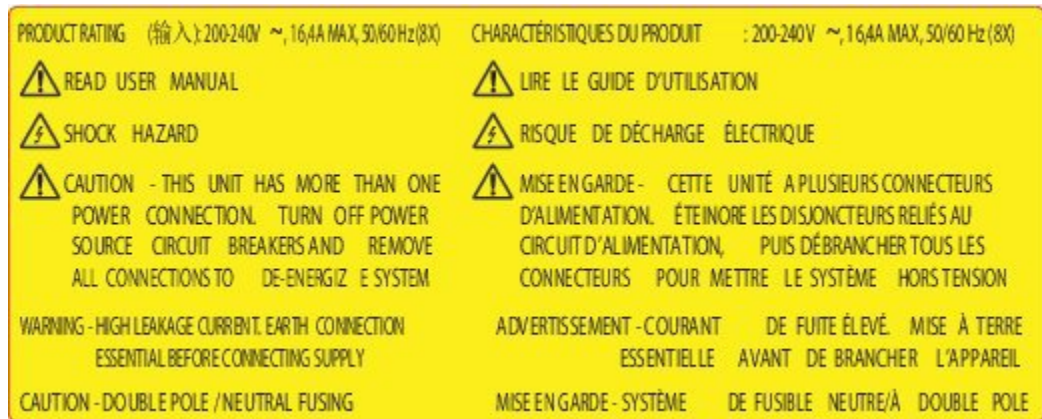 PRODUCT RATING (输入): 200-240V ~, 16,4A MAX, 50/60 Hz (8X)
READ USER MANUAL
SHOCK HAZARD
CAUTION - THIS UNIT HAS MORE THAN ONE
POWER CONNECTION. TURN OFF POWER
SOURCE CIRCUIT BREAKERS AND REMOVE
ALL CONNECTIONS TO DE-ENERGIZ E SYSTEM
WARNING - HIGH LEAKAGE CURRENT. EARTH CONNECTION
ESSENTIAL BEFORE CONNECTING SUPPLY
CAUTION - DOUBLE POLE / NEUTRAL FUSING
CHARACTÉRISTIQUES DU PRODUIT : 200-240V ~, 16,4A MAX, 50/60 Hz (8X)
LIRE LE GUIDE D'UTILISATION
RISQUE DE DÉCHARGE ÉLECTRIQUE
MISE EN GARDE - CETTE UNITÉ A PLUSIEURS CONNECTEURS
D'ALIMENTATION. ÉTEINORE LES DISJONCTEURS RELIÉS AU
CIRCUIT D'ALIMENTATION, PUIS DÉBRANCHER TOUS LES
CONNECTEURS POUR METTRE LE SYSTÈME HORS TENSION
ADVERTISSEMENT - COURANT DE FUITE ÉLEVÉ. MISE À TERRE
ESSENTIELLE AVANT DE BRANCHER L'APPAREIL
MISE EN GARDE - SYSTÈME DE FUSIBLE NEUTRE/À DOUBLE POLE